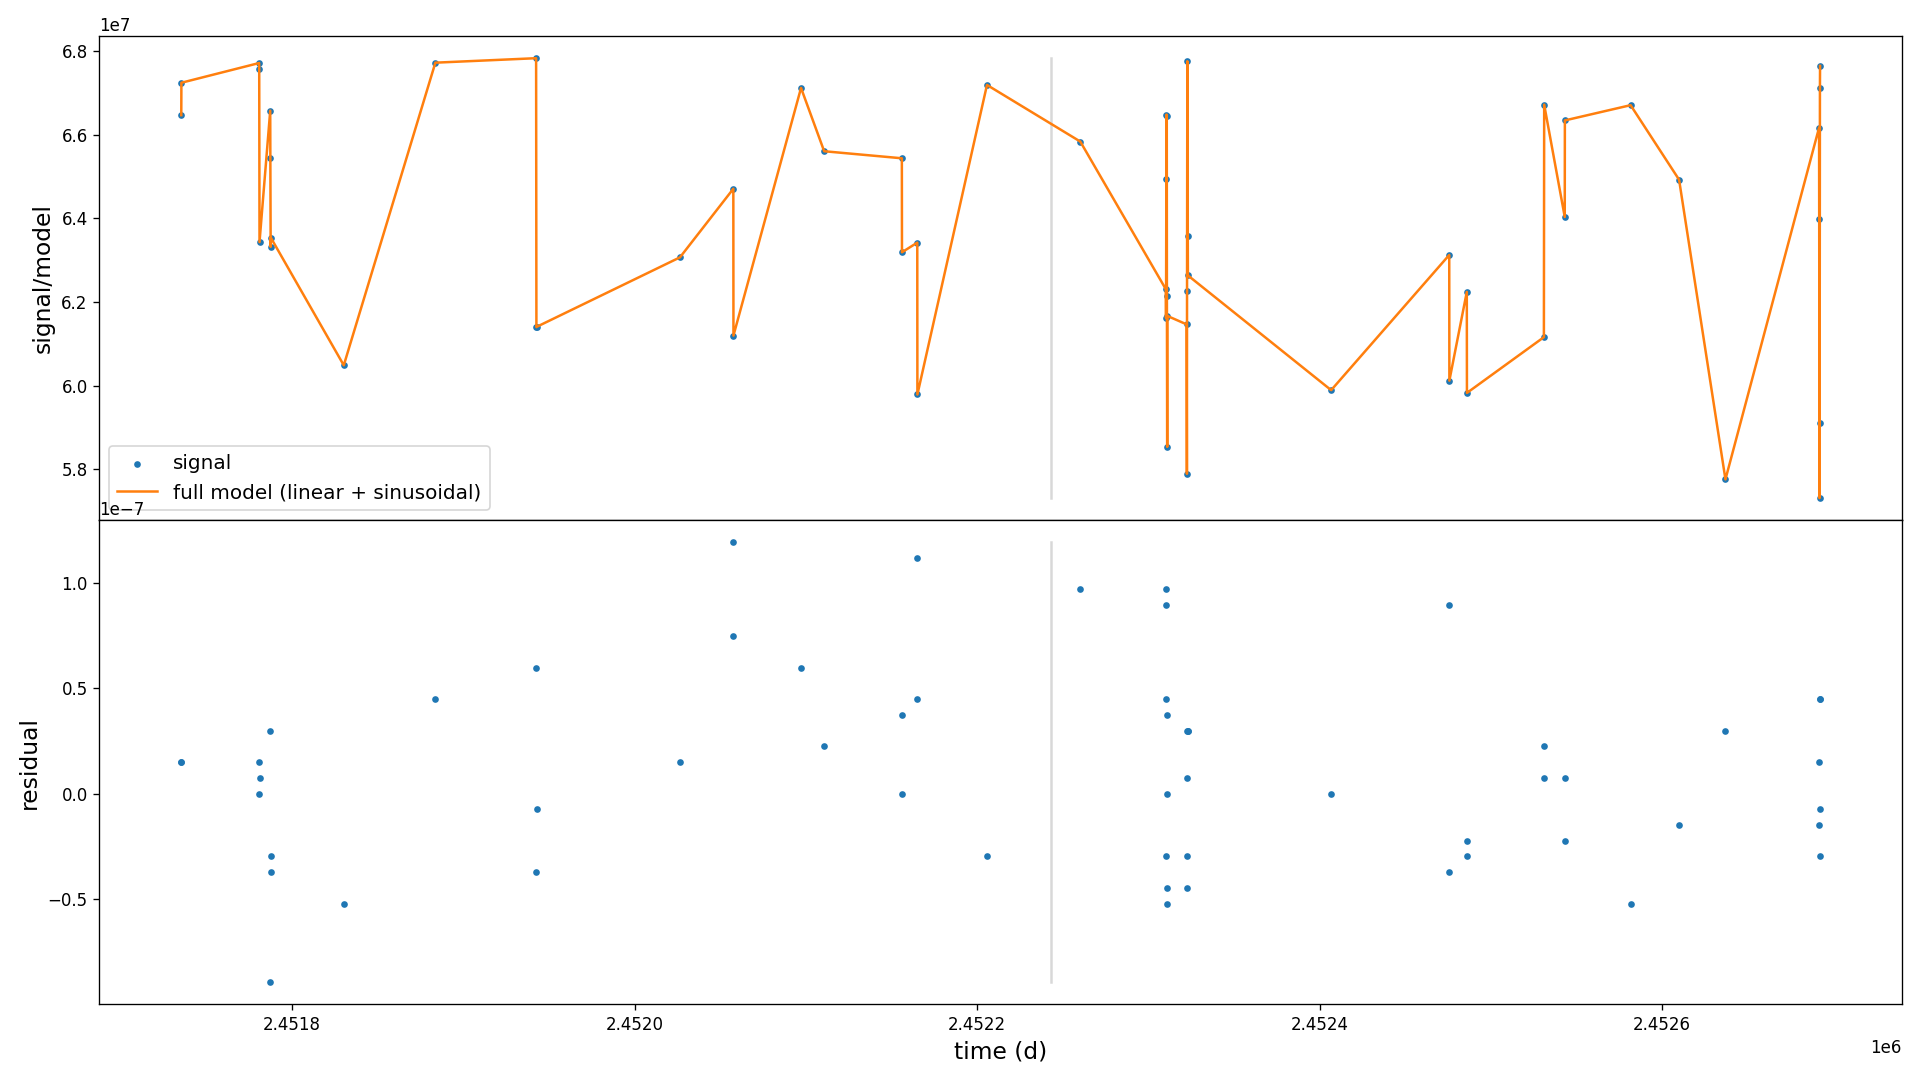 1e7
6.8
6.6
6.4
6.2
6.0
5.8
signal/model
signal
full model (linear + sinusoidal)
1e−7
1.0
0.5
0.0
−0.5
residual
2.4518
2.4520
2.4522
2.4524
2.4526
time (d)
1e6